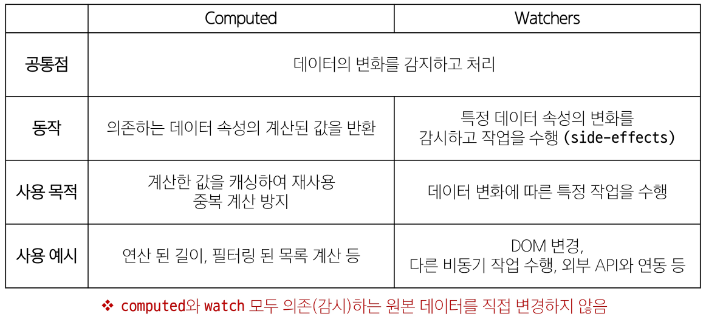 Computed Watchers
공통점 데이터의 변화를 감지하고 처리
동작 의존하는 데이터 속성의 계산된 값을 반환 특정 데이터 속성의 변화를
감시하고 작업을 수행 (side-effects)
사용 목적 계산한 값을 캐싱하여 재사용
중복 계산 방지 데이터 변화에 따른 특정 작업을 수행
사용 예시 연산 된 길이, 필터링 된 목록 계산 등 DOM 변경,
다른 비동기 작업 수행, 외부 API와 연동 등
❖ computed와 watch 모두 의존(감시)하는 원본 데이터를 직접 변경하지 않음